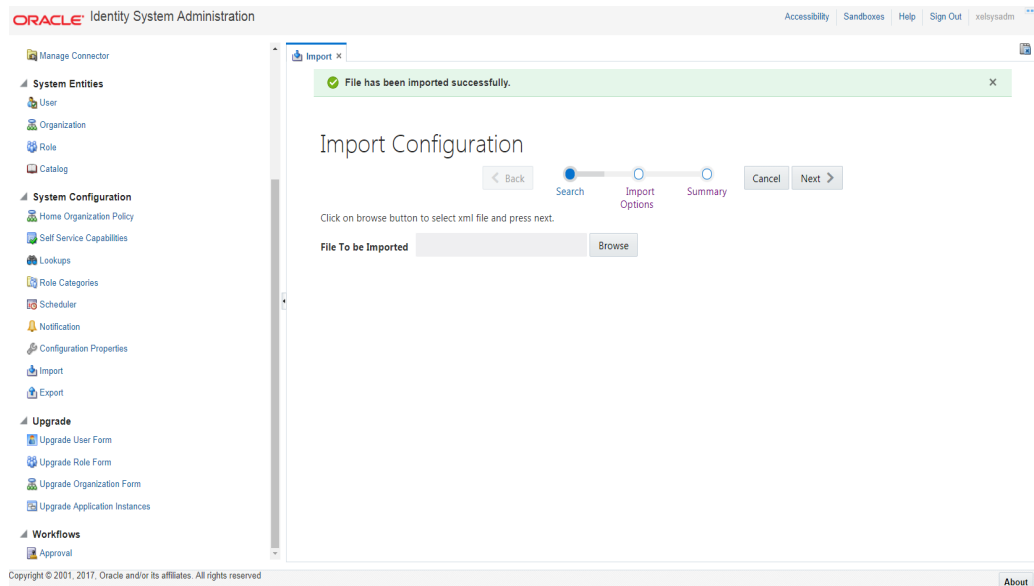 ORACLE Identity System Administration
Accessibility Sandboxes Help Sign Out xelsysadm
Manage Connector
System Entities
User
Organization
Role
Catalog
System Configuration
Home Organization Policy
Self Service Capabilities
Lookups
Role Categories
Scheduler
Notification
Configuration Properties
Import
Export
Upgrade
Upgrade User Form
Upgrade Role Form
Upgrade Organization Form
Upgrade Application Instances
Workflows
Approval
Import
File has been imported successfully.
Import Configuration
Back
Search
Import
Options
Summary
Cancel Next
Click on browse button to select xml file and press next.
File To be Imported Browse
Copyright © 2001, 2017, Oracle and/or its affiliates. All rights reserved
About